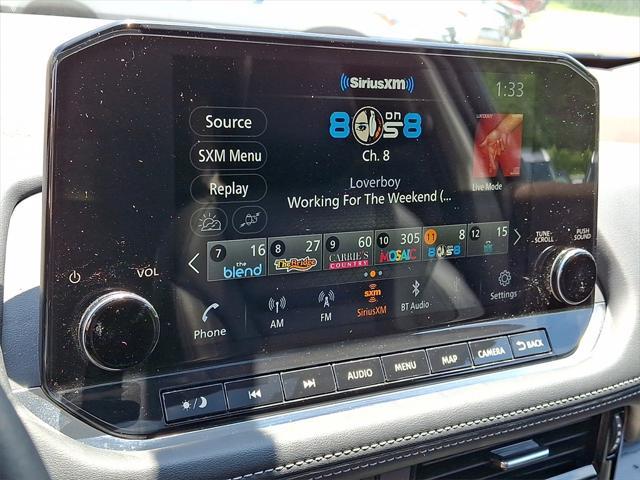 SiriusXM
1:33
Source
8 on 8s
Ch. 8
SXM Menu
Replay
Loverboy
Working For The Weekend (...
Live Mode
7 16 the blend
8 27 The Bridge
9 60 CARRIE'S COUNTRY
10 305 MOSAIC
11 8 80s on 8
12 15
TUNE-SCROLL
PUSH SOUND
VOL
Phone
AM
FM
sxm
SiriusXM
BT Audio
Settings
AUDIO
MENU
MAP
CAMERA
BACK